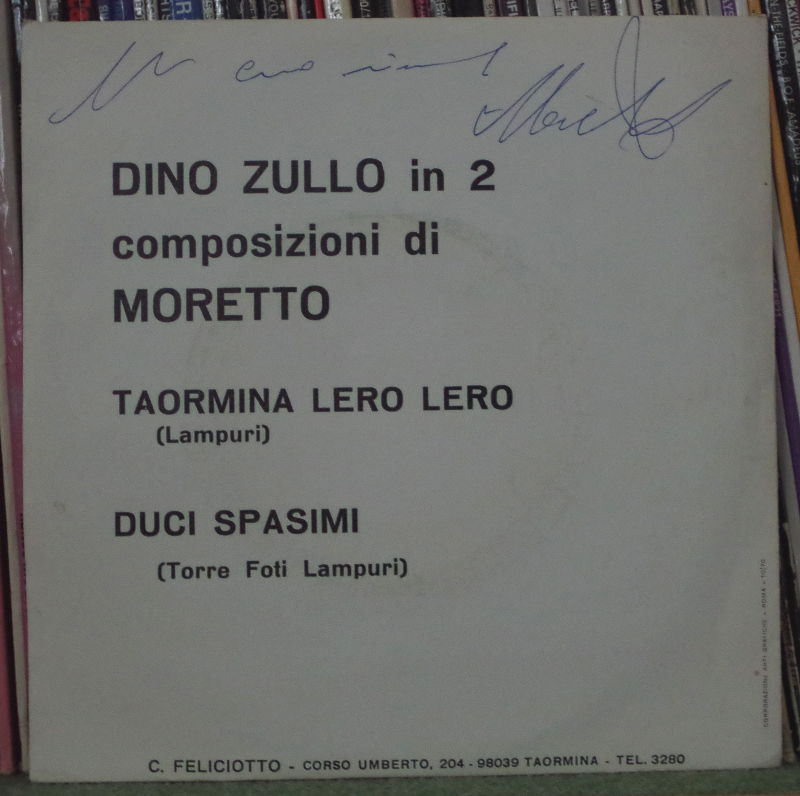 DINO ZULLO in 2
composizioni di
MORETTO
TAORMINA LERO LERO
(Lampuri)
DUCI SPASIMI
(Torre Foti Lampuri)
C. FELICIOTTO - CORSO UMBERTO, 204 - 98039 TAORMINA - TEL. 3280